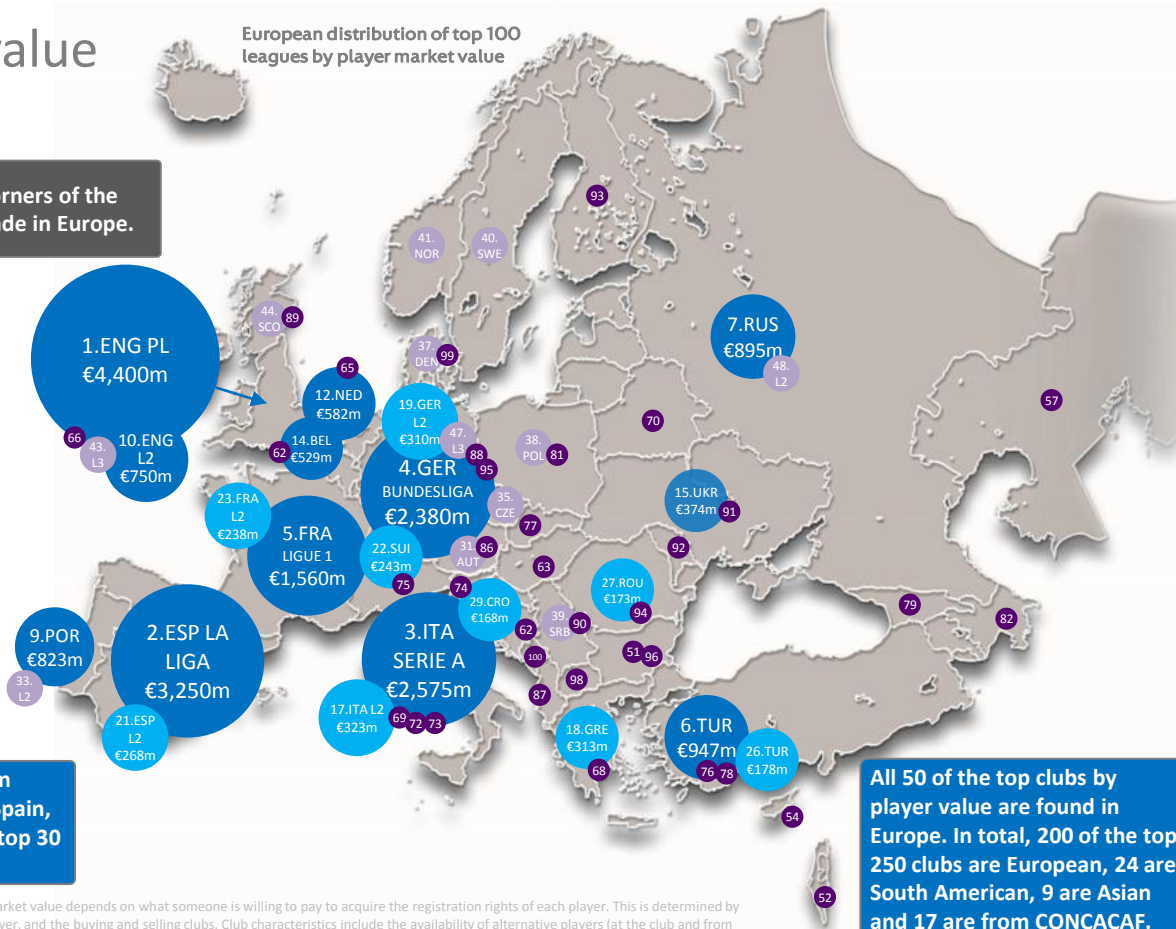 value
European distribution of top 100
leagues by player market value
orners of the
de in Europe.
93
41.
NOR
40.
SWE
44.
SCO
89
1.ENG PL
€4,400m
7.RUS
€895m
48.
L2
37.
DEN
99
65
12.NED
€582m
57
19.GER
L2
€310m
70
66
43.
L3
10.ENG
L2
€750m
62
14.BEL
€529m
47.
L3
88
95
38.
POL
81
4.GER
BUNDESLIGA
€2,380m
35.
CZE
77
15.UKR
€374m
91
23.FRA
L2
€238m
5.FRA
LIGUE 1
€1,560m
22.SUI
€243m
75
31.
AUT
86
92
63
74
29.CRO
€168m
27.ROU
€173m
94
79
82
39.
SRB
90
62
9.POR
€823m
33.
L2
2.ESP LA
LIGA
€3,250m
3.ITA
SERIE A
€2,575m
100
51
96
98
87
21.ESP
L2
€268m
17.ITA L2
€323m
69
72
73
18.GRE
€313m
68
6.TUR
€947m
76
78
26.TUR
€178m
54
52
n
Spain,
top 30
All 50 of the top clubs by
player value are found in
Europe. In total, 200 of the top
250 clubs are European, 24 are
South American, 9 are Asian
and 17 are from CONCACAF.
market value depends on what someone is willing to pay to acquire the registration rights of each player. This is determined by
yer, and the buying and selling clubs. Club characteristics include the availability of alternative players (at the club and from